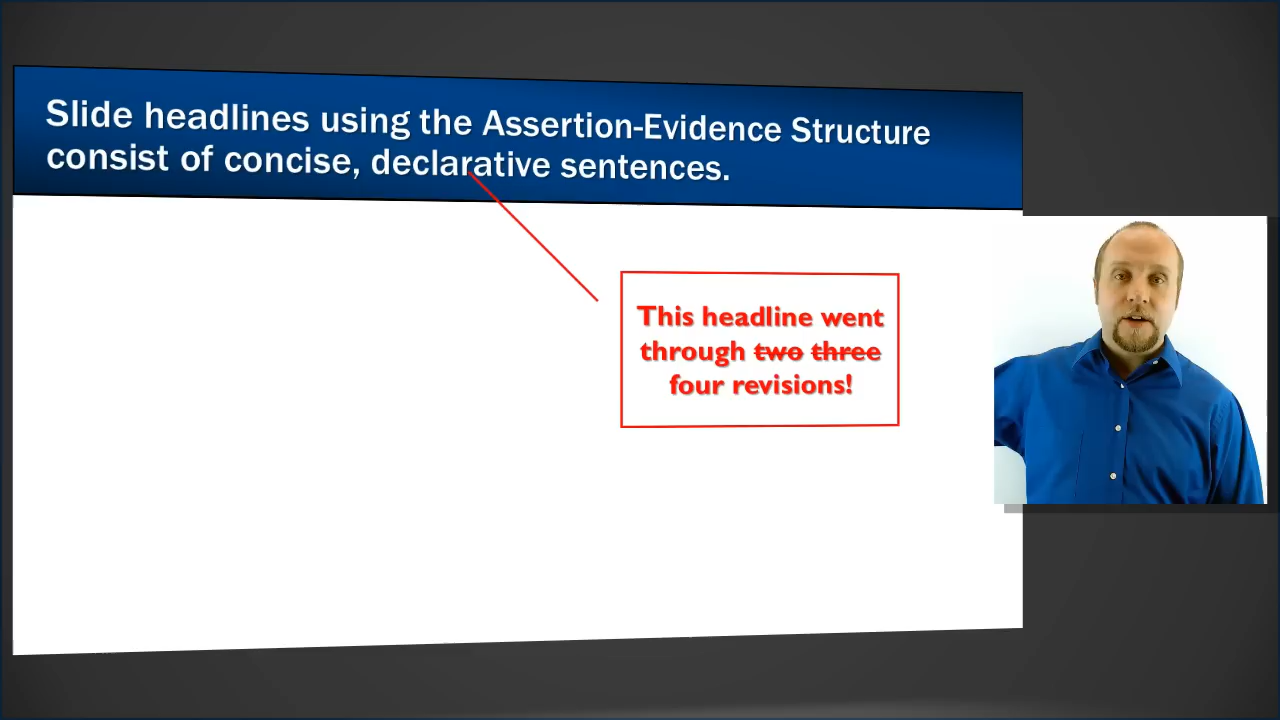 Slide headlines using the Assertion-Evidence Structure
consist of concise, declarative sentences.
This headline went
through two three
four revisions!